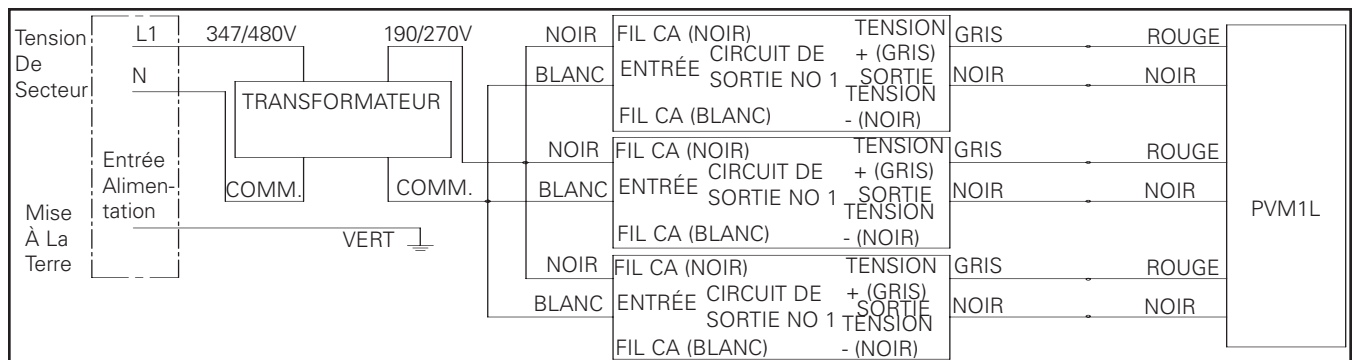 Tension
De
Secteur
L1
N
347/480V
190/270V
TRANSFORMATEUR
COMM.
COMM.
Entrée
Alimen-
tation
Mise
À La
Terre
VERT
NOIR
BLANC
FIL CA (NOIR)
ENTRÉE
CIRCUIT DE
SORTIE NO 1
FIL CA (BLANC)
TENSION
+ (GRIS)
SORTIE
TENSION
- (NOIR)
GRIS
NOIR
ROUGE
NOIR
NOIR
BLANC
FIL CA (NOIR)
ENTRÉE
CIRCUIT DE
SORTIE NO 1
FIL CA (BLANC)
TENSION
+ (GRIS)
SORTIE
TENSION
- (NOIR)
GRIS
NOIR
ROUGE
NOIR
NOIR
BLANC
FIL CA (NOIR)
ENTRÉE
CIRCUIT DE
SORTIE NO 1
FIL CA (BLANC)
TENSION
+ (GRIS)
SORTIE
TENSION
- (NOIR)
GRIS
NOIR
ROUGE
NOIR
PVM1L